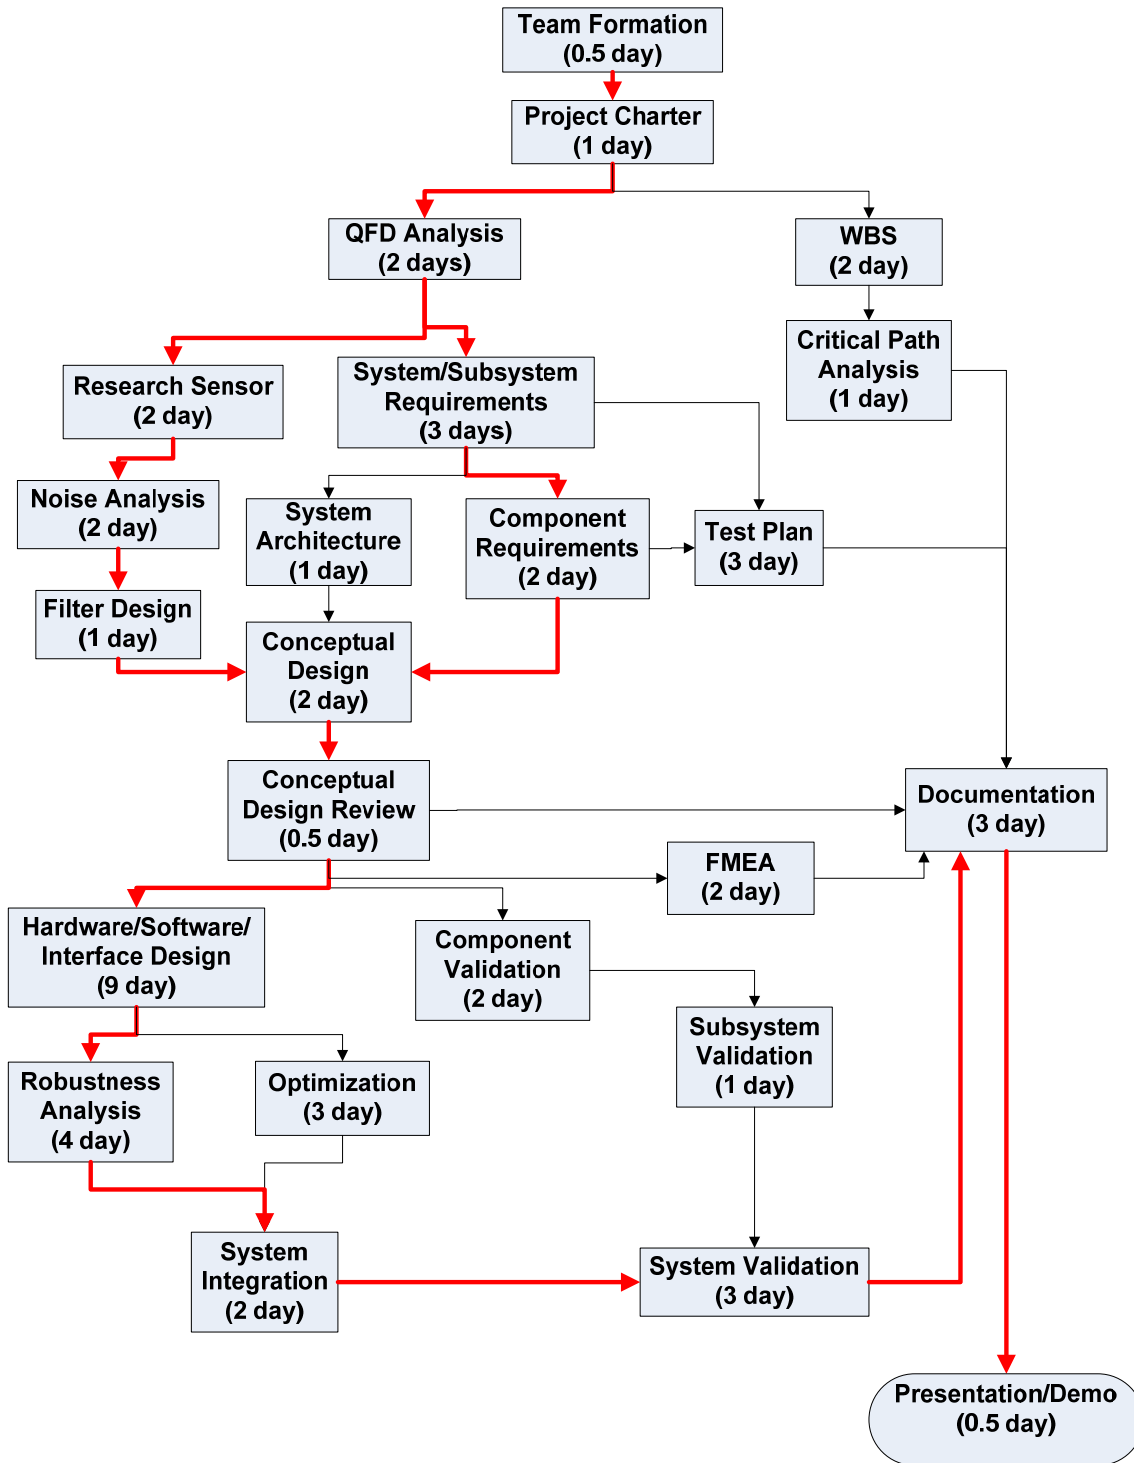 Team Formation
(0.5 day)
Project Charter
(1 day)
QFD Analysis
(2 days)
WBS
(2 day)
Critical Path
Analysis
(1 day)
Research Sensor
(2 day)
System/Subsystem
Requirements
(3 days)
Noise Analysis
(2 day)
System
Architecture
(1 day)
Component
Requirements
(2 day)
Test Plan
(3 day)
Filter Design
(1 day)
Conceptual
Design
(2 day)
Conceptual
Design Review
(0.5 day)
Documentation
(3 day)
FMEA
(2 day)
Hardware/Software/
Interface Design
(9 day)
Component
Validation
(2 day)
Subsystem
Validation
(1 day)
Robustness
Analysis
(4 day)
Optimization
(3 day)
System
Integration
(2 day)
System Validation
(3 day)
Presentation/Demo
(0.5 day)